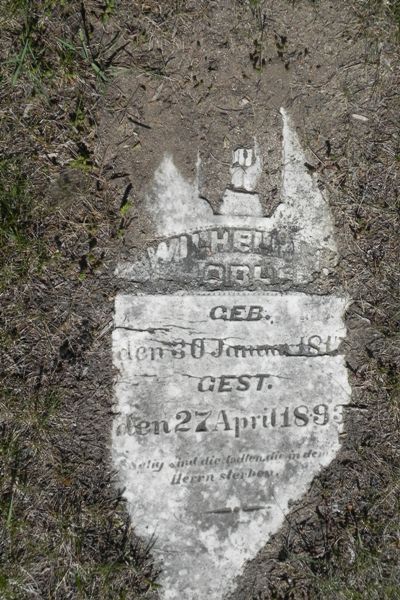 WILHELM
GEB.
den 30 Januar
GEST.
den 27 April 1893
Selig sind die Todten die in dem
Herrn sterben.